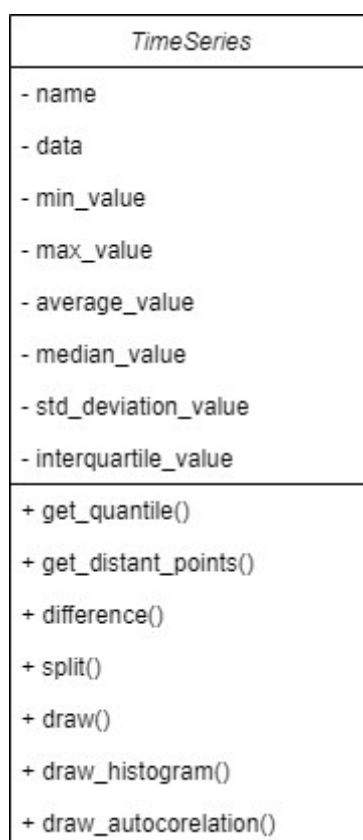 TimeSeries
- name
- data
- min_value
- max_value
- average_value
- median_value
- std_deviation_value
- interquartile_value
+ get_quantile()
+ get_distant_points()
+ difference()
+ split()
+ draw()
+ draw_histogram()
+ draw_autocorelation()